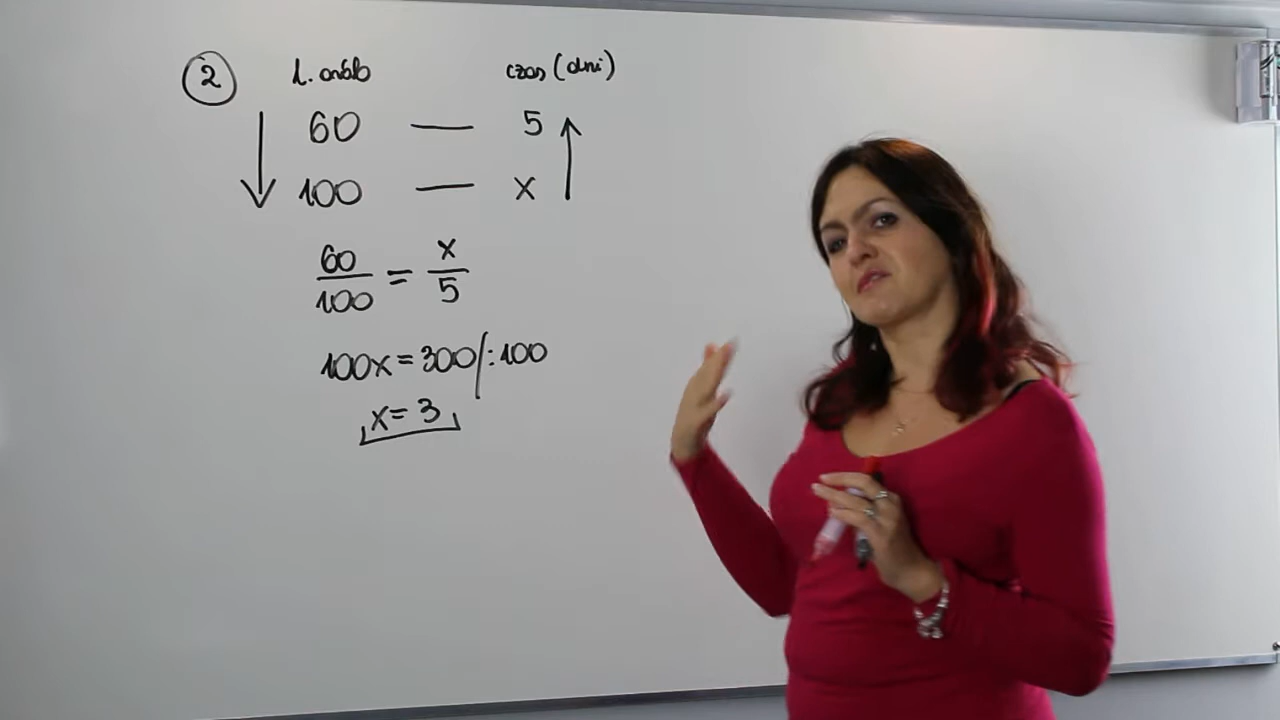 2 l. osób czas (dni)
60 — 5
100 — x
60/100 = x/5
100x = 300 /:100
x = 3